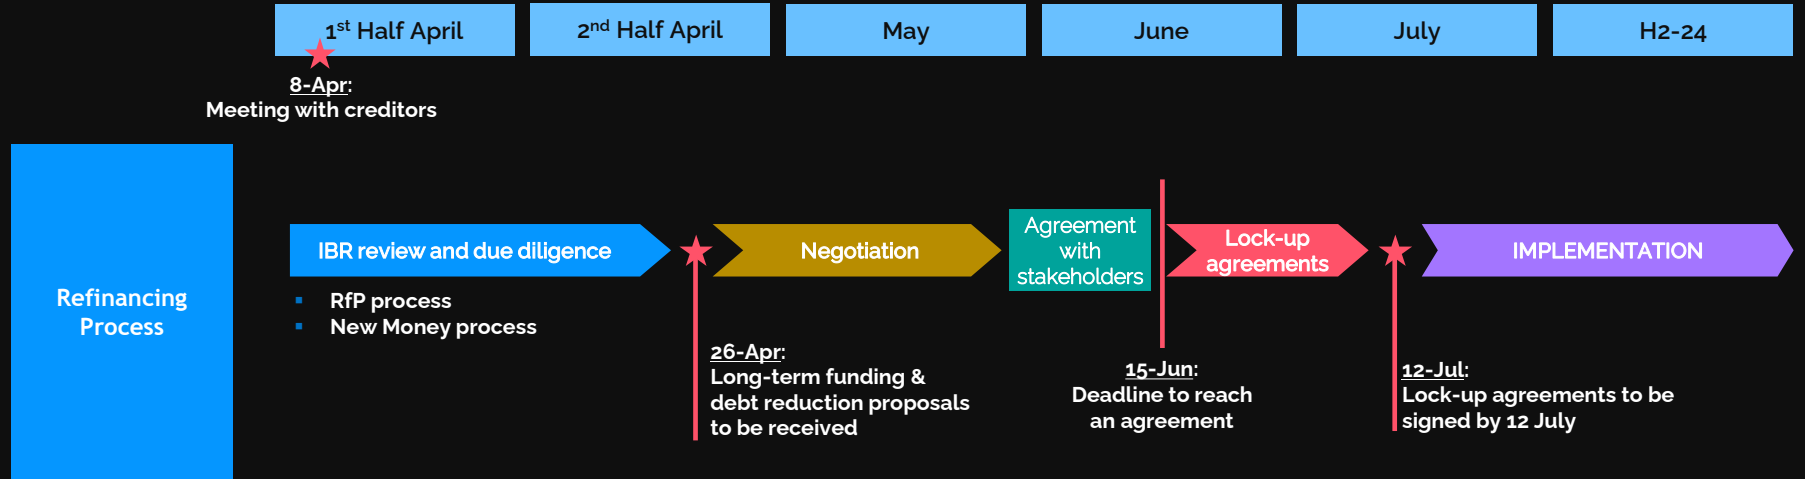 1st Half April
2nd Half April
May
June
July
H2-24
8-Apr:
Meeting with creditors
Refinancing
Process
IBR review and due diligence
RfP process
New Money process
Negotiation
Agreement
with
stakeholders
Lock-up
agreements
IMPLEMENTATION
26-Apr:
Long-term funding &
debt reduction proposals
to be received
15-Jun:
Deadline to reach
an agreement
12-Jul:
Lock-up agreements to be
signed by 12 July